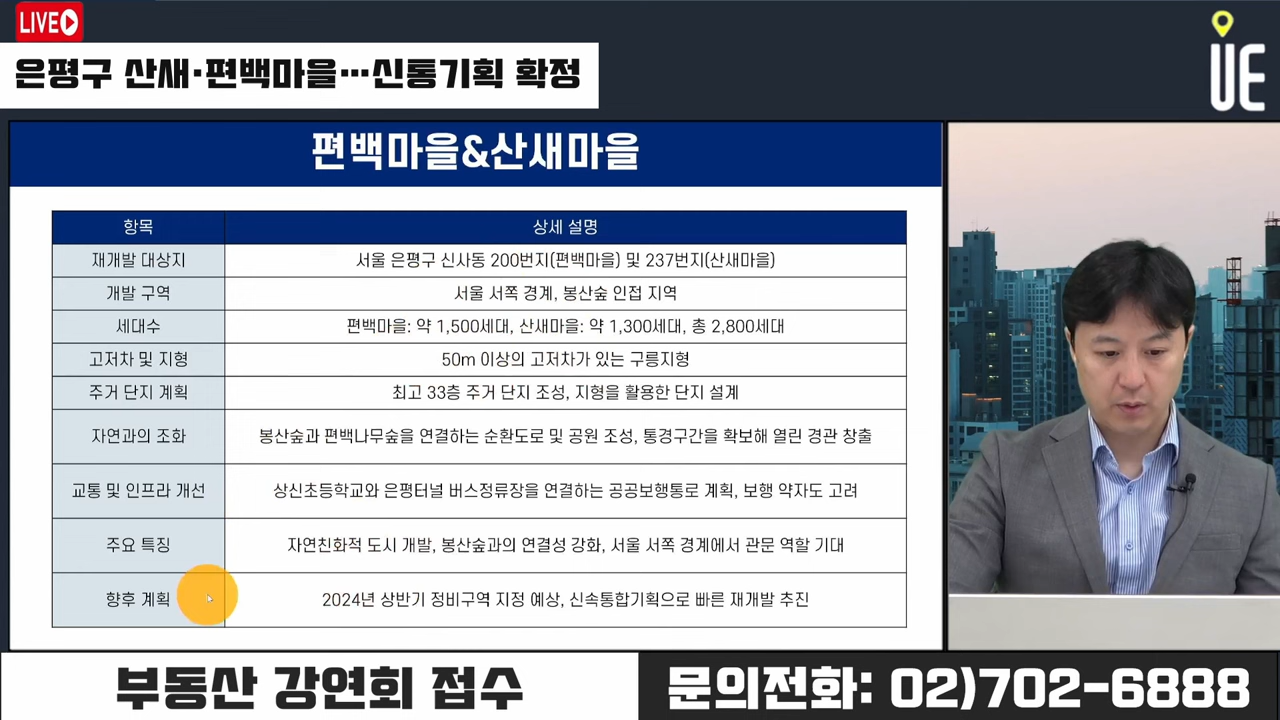 LIVE
은평구 산새·편백마을…신통기획 확정
UE
편백마을&산새마을
항목 상세 설명
재개발 대상지 서울 은평구 신사동 200번지(편백마을) 및 237번지(산새마을)
개발 구역 서울 서쪽 경계, 봉산숲 인접 지역
세대수 편백마을: 약 1,500세대, 산새마을: 약 1,300세대, 총 2,800세대
고저차 및 지형 50m 이상의 고저차가 있는 구릉지형
주거 단지 계획 최고 33층 주거 단지 조성, 지형을 활용한 단지 설계
자연과의 조화 봉산숲과 편백나무숲을 연결하는 순환도로 및 공원 조성, 통경구간을 확보해 열린 경관 창출
교통 및 인프라 개선 상신초등학교와 은평터널 버스정류장을 연결하는 공공보행통로 계획, 보행 약자도 고려
주요 특징 자연친화적 도시 개발, 봉산숲과의 연결성 강화, 서울 서쪽 경계에서 관문 역할 기대
향후 계획 2024년 상반기 정비구역 지정 예상, 신속통합기획으로 빠른 재개발 추진
부동산 강연회 접수
문의전화: 02)702-6888